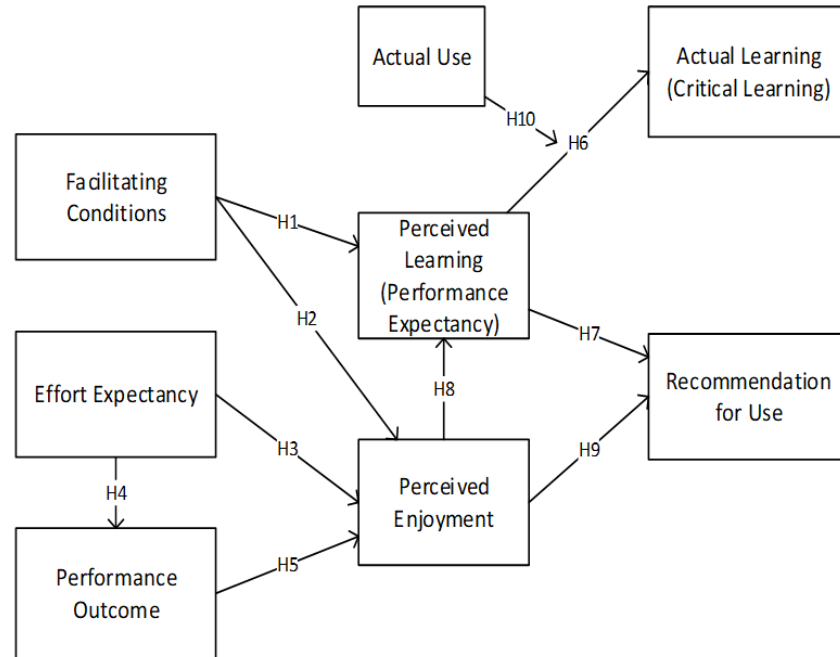 Actual Use
Actual Learning
(Critical Learning)
H10
H6
Facilitating
Conditions
H1
Perceived
Learning
(Performance
Expectancy)
H2
H7
Effort Expectancy
H8
Recommendation
for Use
H3
H9
H4
Perceived
Enjoyment
H5
Performance
Outcome